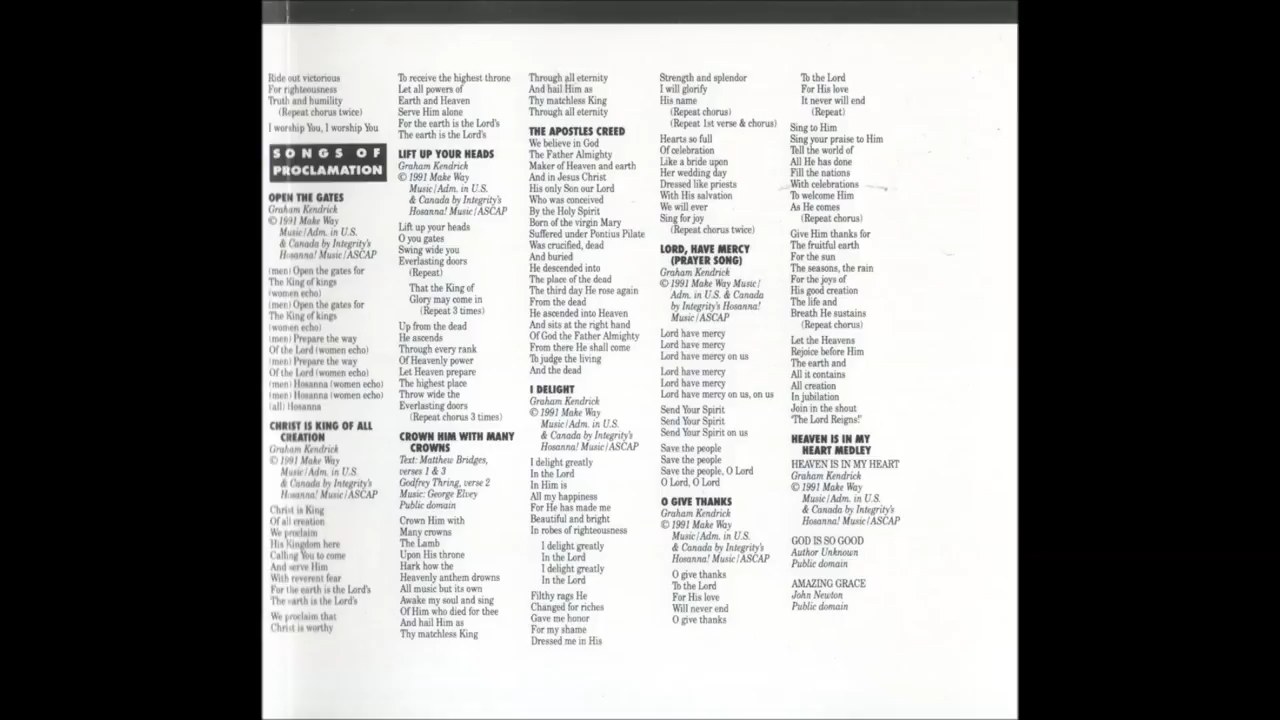 Ride out victorious
For righteousness
Truth and humility
(Repeat chorus twice)
I worship You, I worship You
SONGS OF
PROCLAMATION
OPEN THE GATES
Graham Kendrick
© 1991 Make Way
Music/Adm. in U.S.
& Canada by Integrity's
Hosanna! Music/ASCAP
(men) Open the gates for
The King of kings
(women echo)
(men) Open the gates for
The King of kings
(women echo)
(men) Prepare the way
Of the Lord (women echo)
(men) Prepare the way
Of the Lord (women echo)
(men) Hosanna (women echo)
(men) Hosanna (women echo)
(all) Hosanna
CHRIST IS KING OF ALL
CREATION
Graham Kendrick
© 1991 Make Way
Music/Adm. in U.S.
& Canada by Integrity's
Hosanna! Music/ASCAP
Christ is King
Of all creation
We proclaim
His Kingdom here
Calling You to come
And serve Him
With reverent fear
For the earth is the Lord's
The earth is the Lord's
We proclaim that
Christ is worthy
To receive the highest throne
Let all powers of
Earth and Heaven
Serve Him alone
For the earth is the Lord's
The earth is the Lord's
LIFT UP YOUR HEADS
Graham Kendrick
© 1991 Make Way
Music/Adm. in U.S.
& Canada by Integrity's
Hosanna! Music/ASCAP
Lift up your heads
O you gates
Swing wide you
Everlasting doors
(Repeat)
That the King of
Glory may come in
(Repeat 3 times)
Up from the dead
He ascends
Through every rank
Of Heavenly power
Let Heaven prepare
The highest place
Throw wide the
Everlasting doors
(Repeat chorus 3 times)
CROWN HIM WITH MANY
CROWNS
Text: Matthew Bridges,
verses 1 & 3
Godfrey Thring, verse 2
Music: George Elvey
Public domain
Crown Him with
Many crowns
The Lamb
Upon His throne
Hark how the
Heavenly anthem drowns
All music but its own
Awake my soul and sing
Of Him who died for thee
And hail Him as
Thy matchless King
Through all eternity
And hail Him as
Thy matchless King
Through all eternity
THE APOSTLES CREED
We believe in God
The Father Almighty
Maker of Heaven and earth
And in Jesus Christ
His only Son our Lord
Who was conceived
By the Holy Spirit
Born of the virgin Mary
Suffered under Pontius Pilate
Was crucified, dead
And buried
He descended into
The place of the dead
The third day He rose again
From the dead
He ascended into Heaven
And sits at the right hand
Of God the Father Almighty
From there He shall come
To judge the living
And the dead
I DELIGHT
Graham Kendrick
© 1991 Make Way
Music/Adm. in U.S.
& Canada by Integrity's
Hosanna! Music/ASCAP
I delight greatly
In the Lord
In Him is
All my happiness
For He has made me
Beautiful and bright
In robes of righteousness
I delight greatly
In the Lord
I delight greatly
In the Lord
Filthy rags He
Changed for riches
Gave me honor
For my shame
Dressed me in His
Strength and splendor
I will glorify
His name
(Repeat chorus)
(Repeat 1st verse & chorus)
Hearts so full
Of celebration
Like a bride upon
Her wedding day
Dressed like priests
With His salvation
We will ever
Sing for joy
(Repeat chorus twice)
LORD, HAVE MERCY
(PRAYER SONG)
Graham Kendrick
© 1991 Make Way Music/
Adm. in U.S. & Canada
by Integrity's Hosanna!
Music/ASCAP
Lord have mercy
Lord have mercy
Lord have mercy on us
Lord have mercy
Lord have mercy
Lord have mercy on us, on us
Send Your Spirit
Send Your Spirit
Send Your Spirit on us
Save the people
Save the people
Save the people, O Lord
O Lord, O Lord
O GIVE THANKS
Graham Kendrick
© 1991 Make Way
Music/Adm. in U.S.
& Canada by Integrity's
Hosanna! Music/ASCAP
O give thanks
To the Lord
For His love
Will never end
O give thanks
To the Lord
For His love
It never will end
(Repeat)
Sing to Him
Sing your praise to Him
Tell the world of
All He has done
Fill the nations
With celebrations
To welcome Him
As He comes
(Repeat chorus)
Give Him thanks for
The fruitful earth
For the sun
The seasons, the rain
For the joys of
His good creation
The life and
Breath He sustains
(Repeat chorus)
Let the Heavens
Rejoice before Him
The earth and
All it contains
All creation
In jubilation
Join in the shout
"The Lord Reigns!"
HEAVEN IS IN MY
HEART MEDLEY
HEAVEN IS IN MY HEART
Graham Kendrick
© 1991 Make Way
Music/Adm. in U.S.
& Canada by Integrity's
Hosanna! Music/ASCAP
GOD IS SO GOOD
Author Unknown
Public domain
AMAZING GRACE
John Newton
Public domain